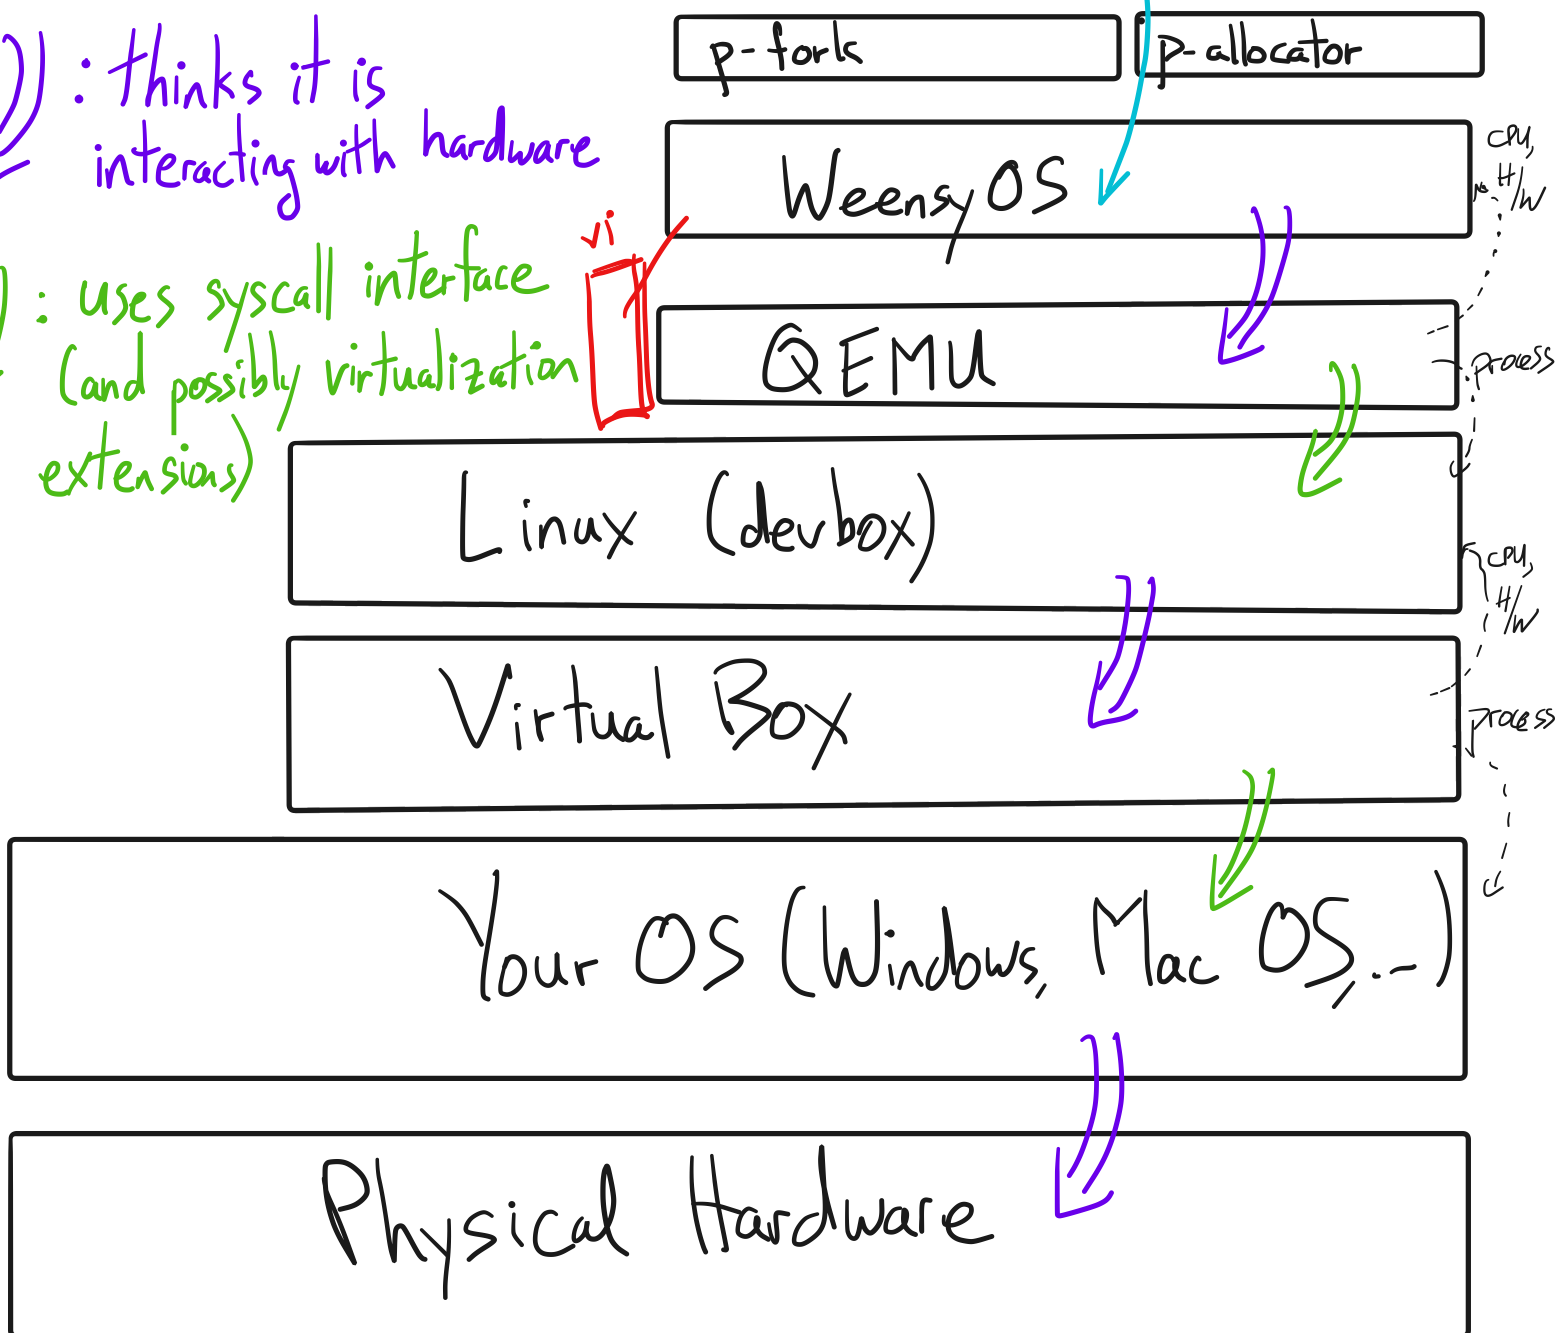 : thinks it is
interacting with hardware
: uses syscall interface
(and possibly virtualization
extensions)
p-forks
p-allocator
WeensyOS
CPU,
H/W
vi
QEMU
process
Linux (devbox)
CPU,
H/W
Virtual Box
process
Your OS (Windows, Mac OS, ...)
Physical Hardware